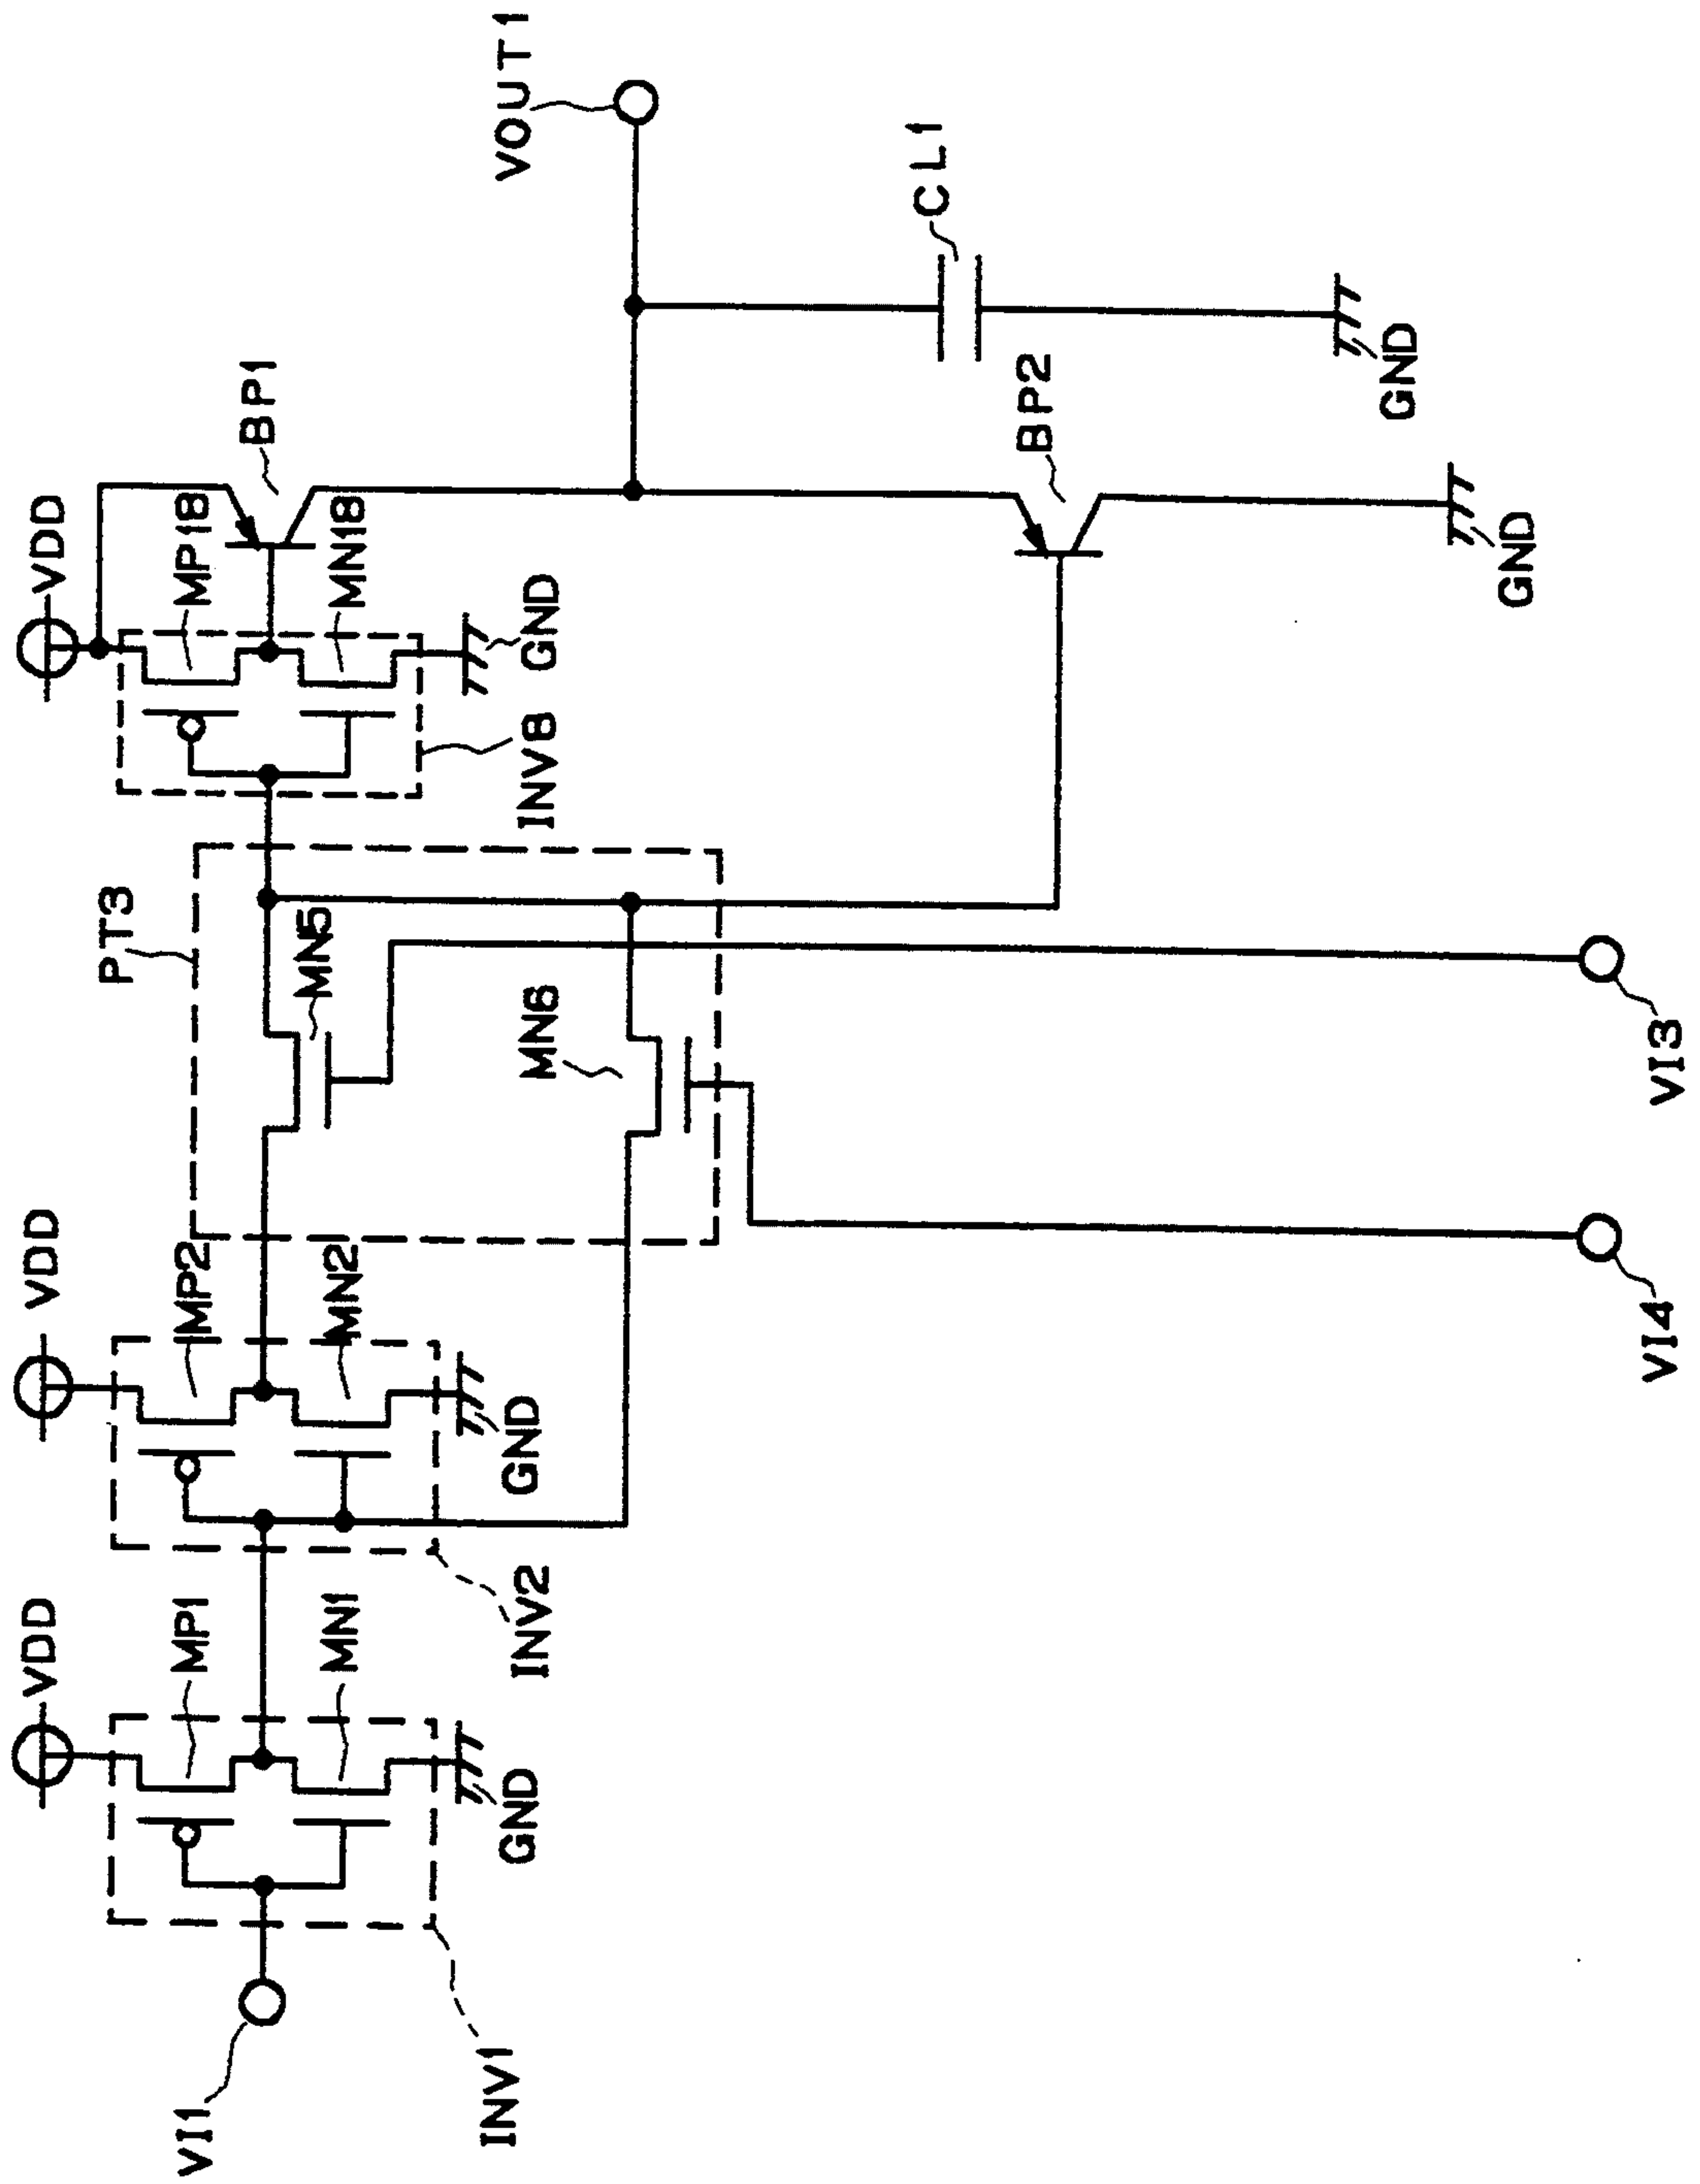 VDD
VDD
VDD
MP1
MP2
MP18
BP1
MN1
MN2
MN18
PT3
MN5
MN6
VI1
INV1
INV2
INV8
GND
GND
GND
VOUT1
CL1
BP2
GND
GND
VI4
VI3